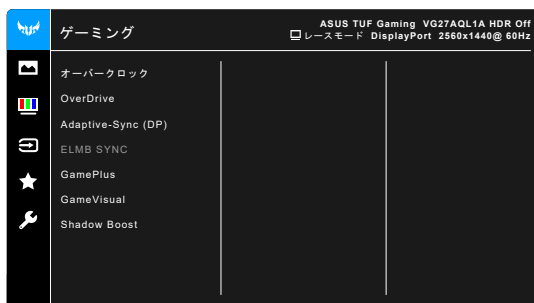 ゲーミング
ASUS TUF Gaming VG27AQL1A HDR Off
レースモード DisplayPort 2560x1440@ 60Hz
オーバークロック
OverDrive
Adaptive-Sync (DP)
ELMB SYNC
GamePlus
GameVisual
Shadow Boost